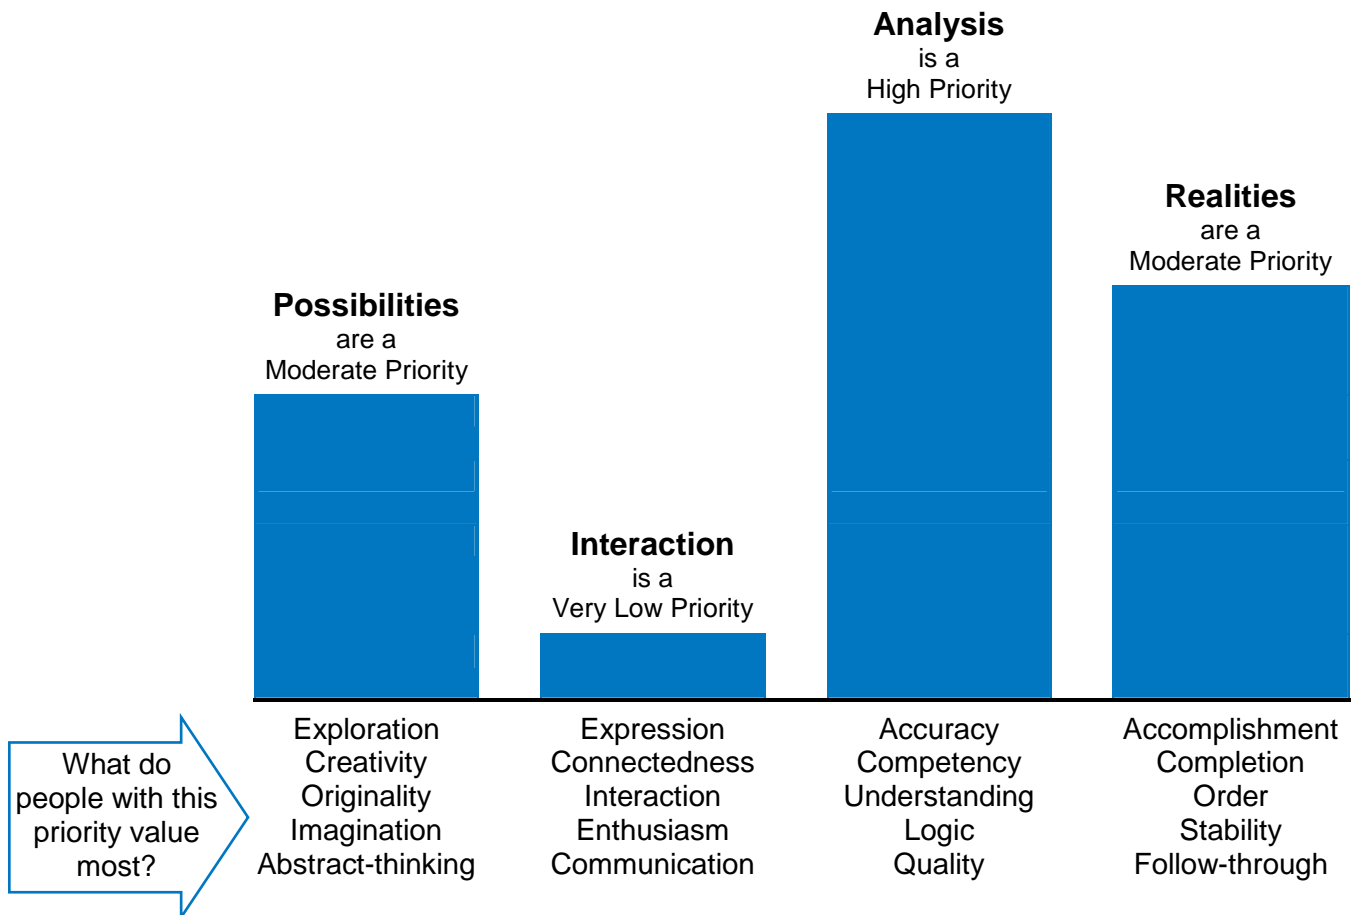 Analysis
is a
High Priority
Realities
are a
Moderate Priority
Possibilities
are a
Moderate Priority
Interaction
is a
Very Low Priority
What do
people with this
priority value
most?
Exploration
Creativity
Originality
Imagination
Abstract-thinking
Expression
Connectedness
Interaction
Enthusiasm
Communication
Accuracy
Competency
Understanding
Logic
Quality
Accomplishment
Completion
Order
Stability
Follow-through